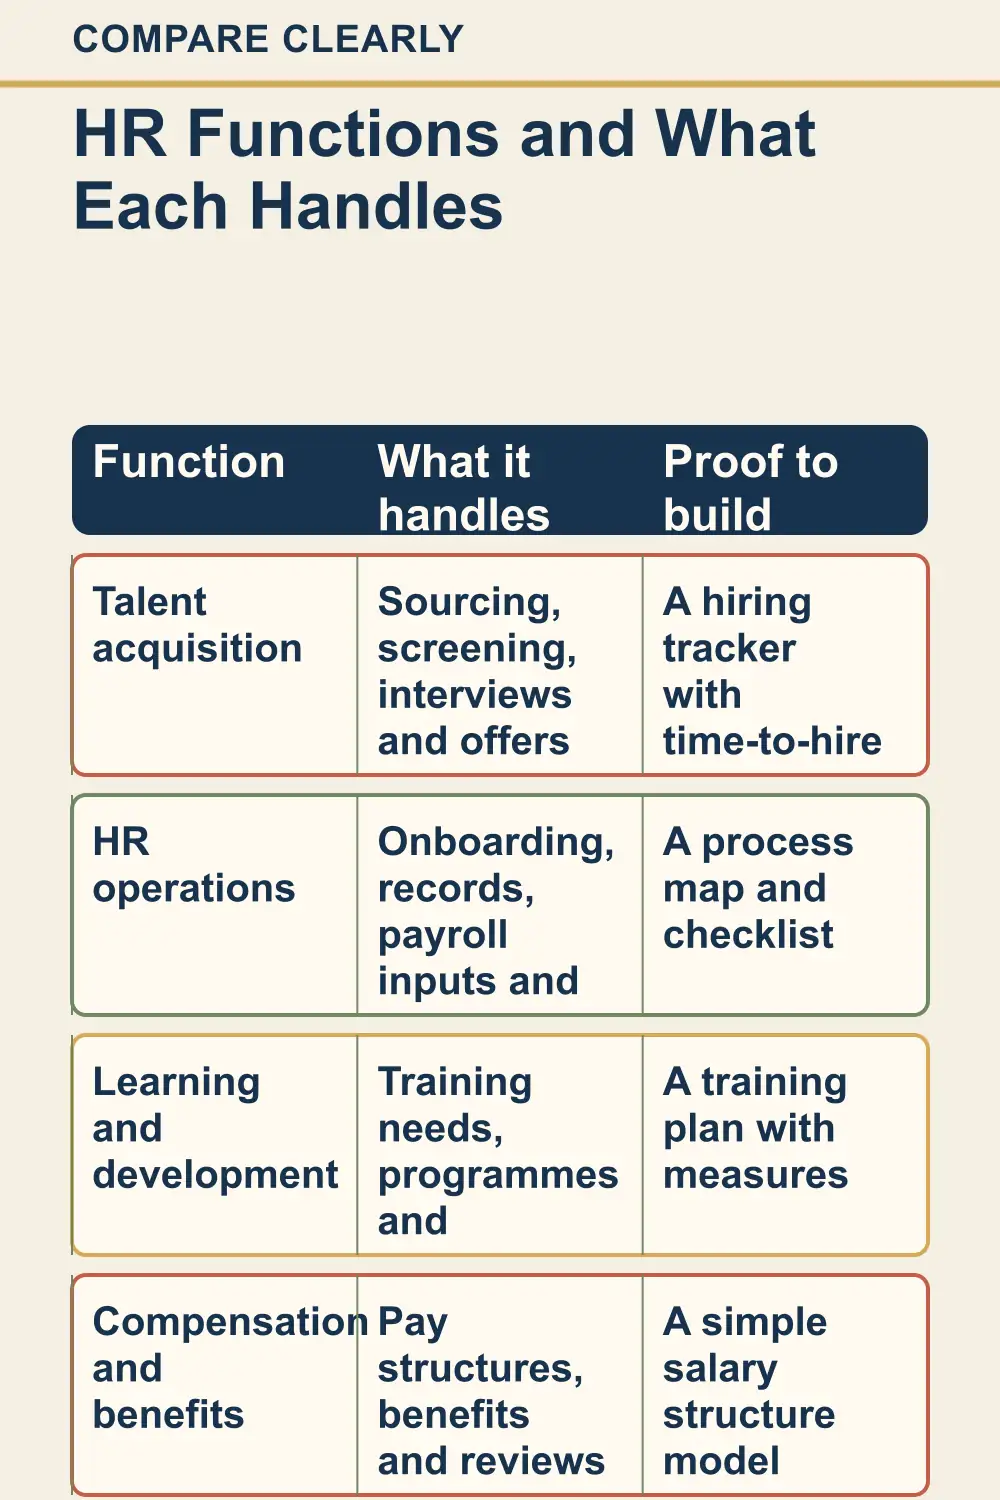 COMPARE CLEARLY
HR Functions and What
Each Handles
Function
What it
handles
Proof to
build
Talent
acquisition
Sourcing,
screening,
interviews
and offers
A hiring
tracker
with
time-to-hire
HR
operations
Onboarding,
records,
payroll
inputs and
A process
map and
checklist
Learning
and
development
Training
needs,
programmes
and
A training
plan with
measures
Compensation
and
benefits
Pay
structures,
benefits
and reviews
A simple
salary
structure
model